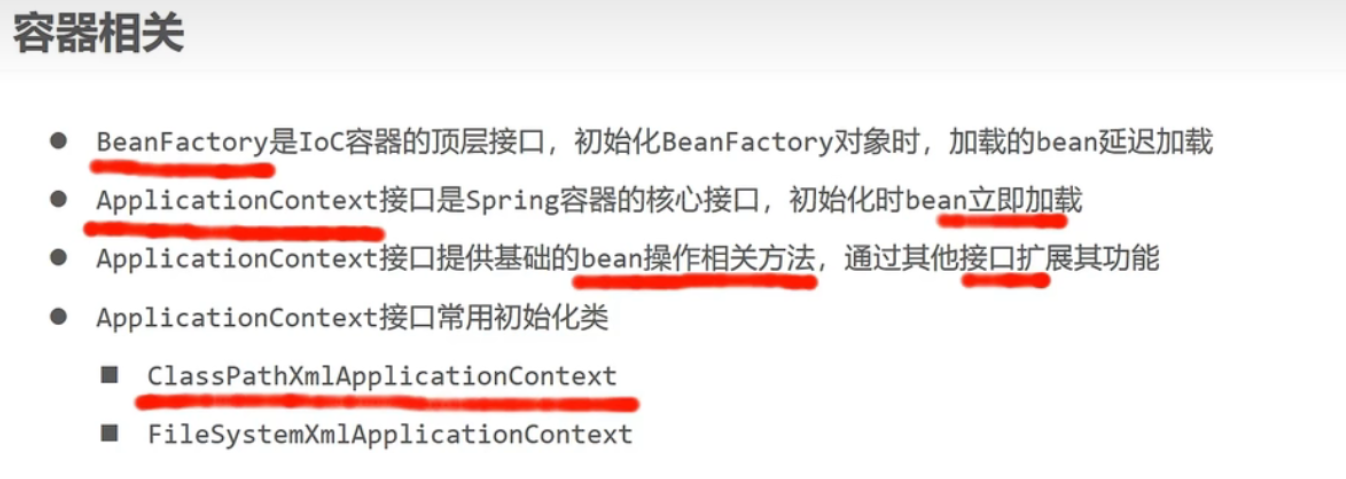 容器相关
● BeanFactory是IoC容器的顶层接口，初始化BeanFactory对象时，加载的bean延迟加载
● ApplicationContext接口是Spring容器的核心接口，初始化时bean立即加载
● ApplicationContext接口提供基础的bean操作相关方法，通过其他接口扩展其功能
● ApplicationContext接口常用初始化类
■ ClassPathXmlApplicationContext
■ FileSystemXmlApplicationContext